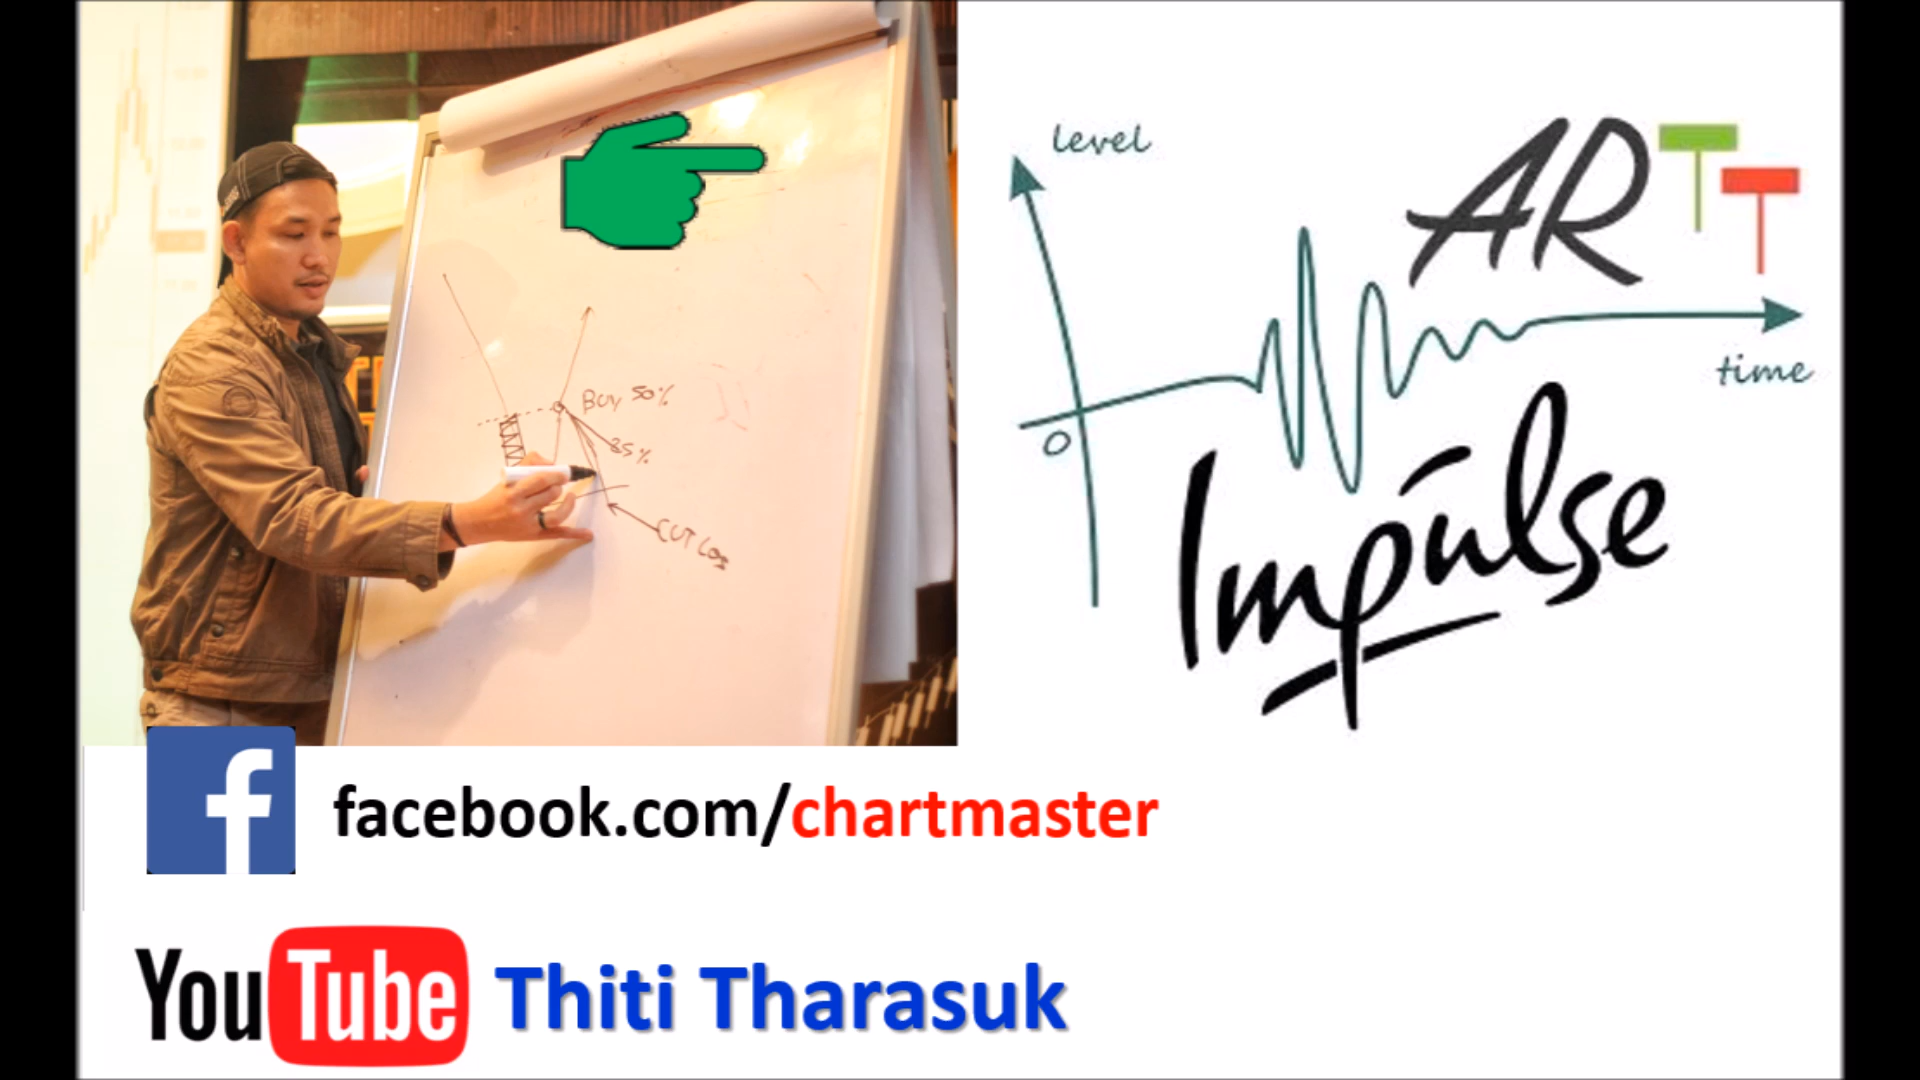 level
ARTT
time
0
Impulse
BUY 50%
35%
CUT Loss
facebook.com/chartmaster
YouTube Thiti Tharasuk